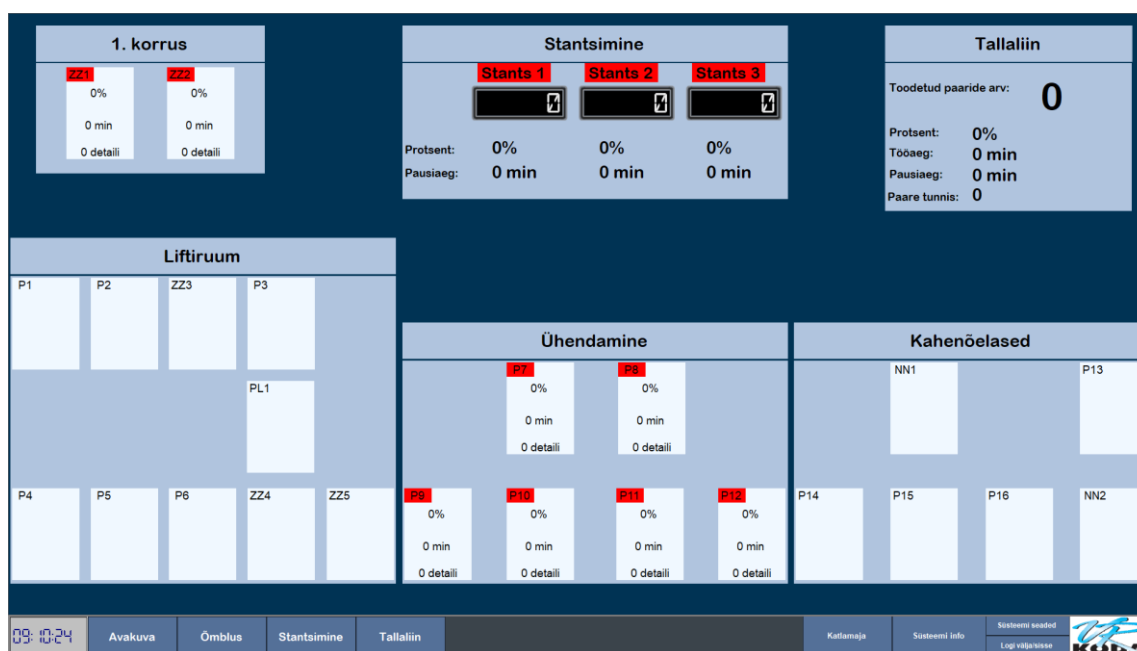 1. korrus
ZZ1 ZZ2
0% 0%
0 min 0 min
0 detaili 0 detaili
Stantsimine
Stants 1 Stants 2 Stants 3
0 0 0
Protsent: 0% 0% 0%
Pausiaeg: 0 min 0 min 0 min
Tallaliin
Toodetud paaride arv: 0
Protsent: 0%
Tööaeg: 0 min
Pausiaeg: 0 min
Paare tunnis: 0
Liftiruum
P1 P2 ZZ3 P3
PL1
P4 P5 P6 ZZ4 ZZ5
Ühendamine
P7 P8
0% 0%
0 min 0 min
0 detaili 0 detaili
P9 P10 P11 P12
0% 0% 0% 0%
0 min 0 min 0 min 0 min
0 detaili 0 detaili 0 detaili 0 detaili
Kahenõelased
NN1 P13
P14 P15 P16 NN2
09:10:24 Avakuva Õmblus Stantsimine Tallaliin Katlamaja Süsteemi info
Süsteemi seaded
Logi välja/sisse